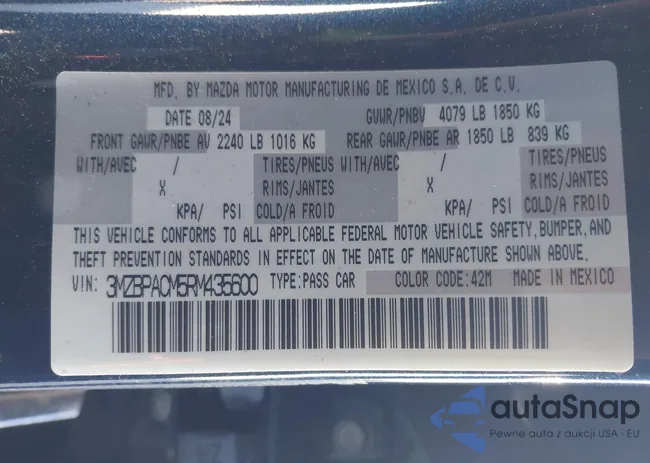 MFD. BY MAZDA MOTOR MANUFACTURING DE MEXICO S.A. DE C.V.
DATE 08/24 GVWR/PNBV 4079 LB 1850 KG
FRONT GAWR/PNBE AV 2240 LB 1016 KG REAR GAWR/PNBE AR 1850 LB 839 KG
WITH/AVEC / TIRES/PNEUS WITH/AVEC / TIRES/PNEUS
X RIMS/JANTES X RIMS/JANTES
KPA/ PSI COLD/A FROID KPA/ PSI COLD/A FROID
THIS VEHICLE CONFORMS TO ALL APPLICABLE FEDERAL MOTOR VEHICLE SAFETY, BUMPER, AND
THEFT PREVENTION STANDARDS IN EFFECT ON THE DATE OF MANUFACTURE SHOWN ABOVE.
VIN: 3MZBPACM5RM435600 TYPE:PASS CAR COLOR CODE:42M MADE IN MEXICO
autaSnap
Pewne auta z aukcji USA i EU